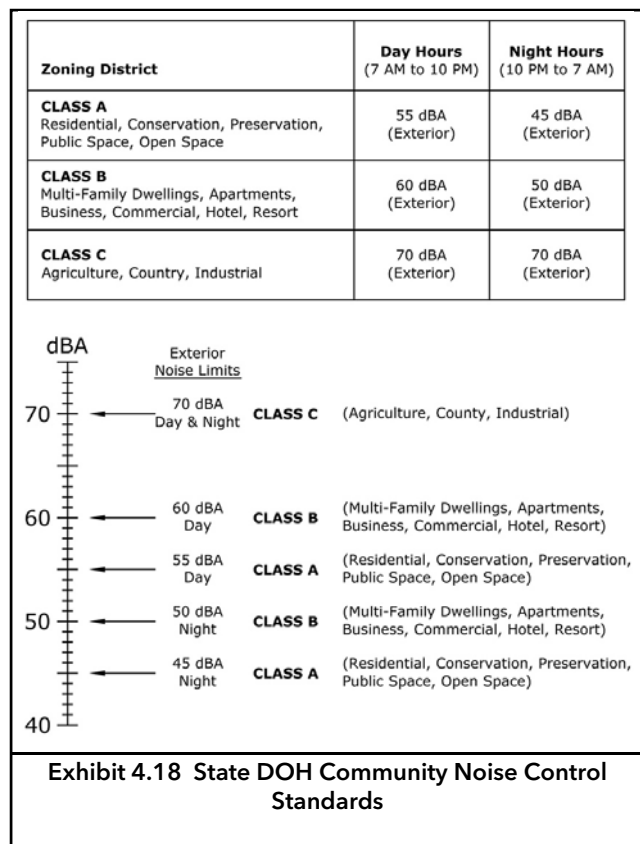 Zoning District
Day Hours
(7 AM to 10 PM)
Night Hours
(10 PM to 7 AM)
CLASS A
Residential, Conservation, Preservation,
Public Space, Open Space
55 dBA
(Exterior)
45 dBA
(Exterior)
CLASS B
Multi-Family Dwellings, Apartments,
Business, Commercial, Hotel, Resort
60 dBA
(Exterior)
50 dBA
(Exterior)
CLASS C
Agriculture, Country, Industrial
70 dBA
(Exterior)
70 dBA
(Exterior)
dBA
Exterior
Noise Limits
70
70 dBA
Day & Night
CLASS C
(Agriculture, County, Industrial)
60
60 dBA
Day
CLASS B
(Multi-Family Dwellings, Apartments,
Business, Commercial, Hotel, Resort)
55 dBA
Day
CLASS A
(Residential, Conservation, Preservation,
Public Space, Open Space)
50
50 dBA
Night
CLASS B
(Multi-Family Dwellings, Apartments,
Business, Commercial, Hotel, Resort)
45 dBA
Night
CLASS A
(Residential, Conservation, Preservation,
Public Space, Open Space)
40
Exhibit 4.18 State DOH Community Noise Control
Standards